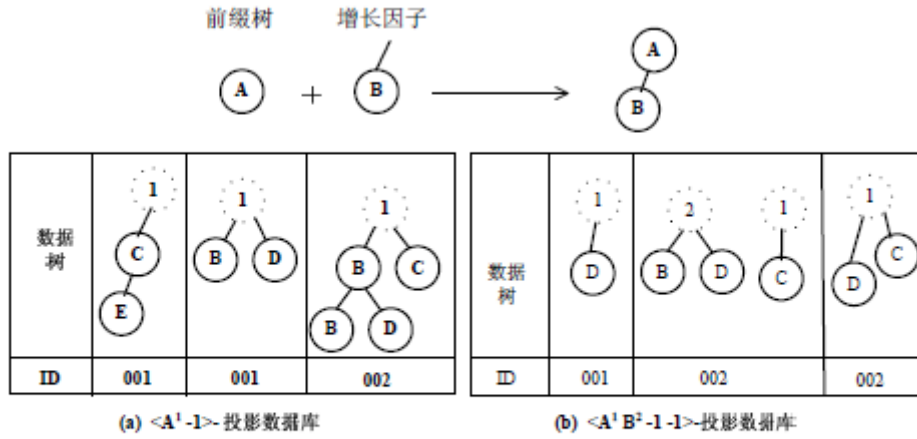 前缀树 增长因子
A + B A
B
数据树 1 1 1
C B D B C
E B D
ID 001 001 002
(a) <A¹ -1>- 投影数据库
数据树 1 2 1 1
D B D C D C
ID 001 002 002
(b) <A¹ B² -1 -1>-投影数据库